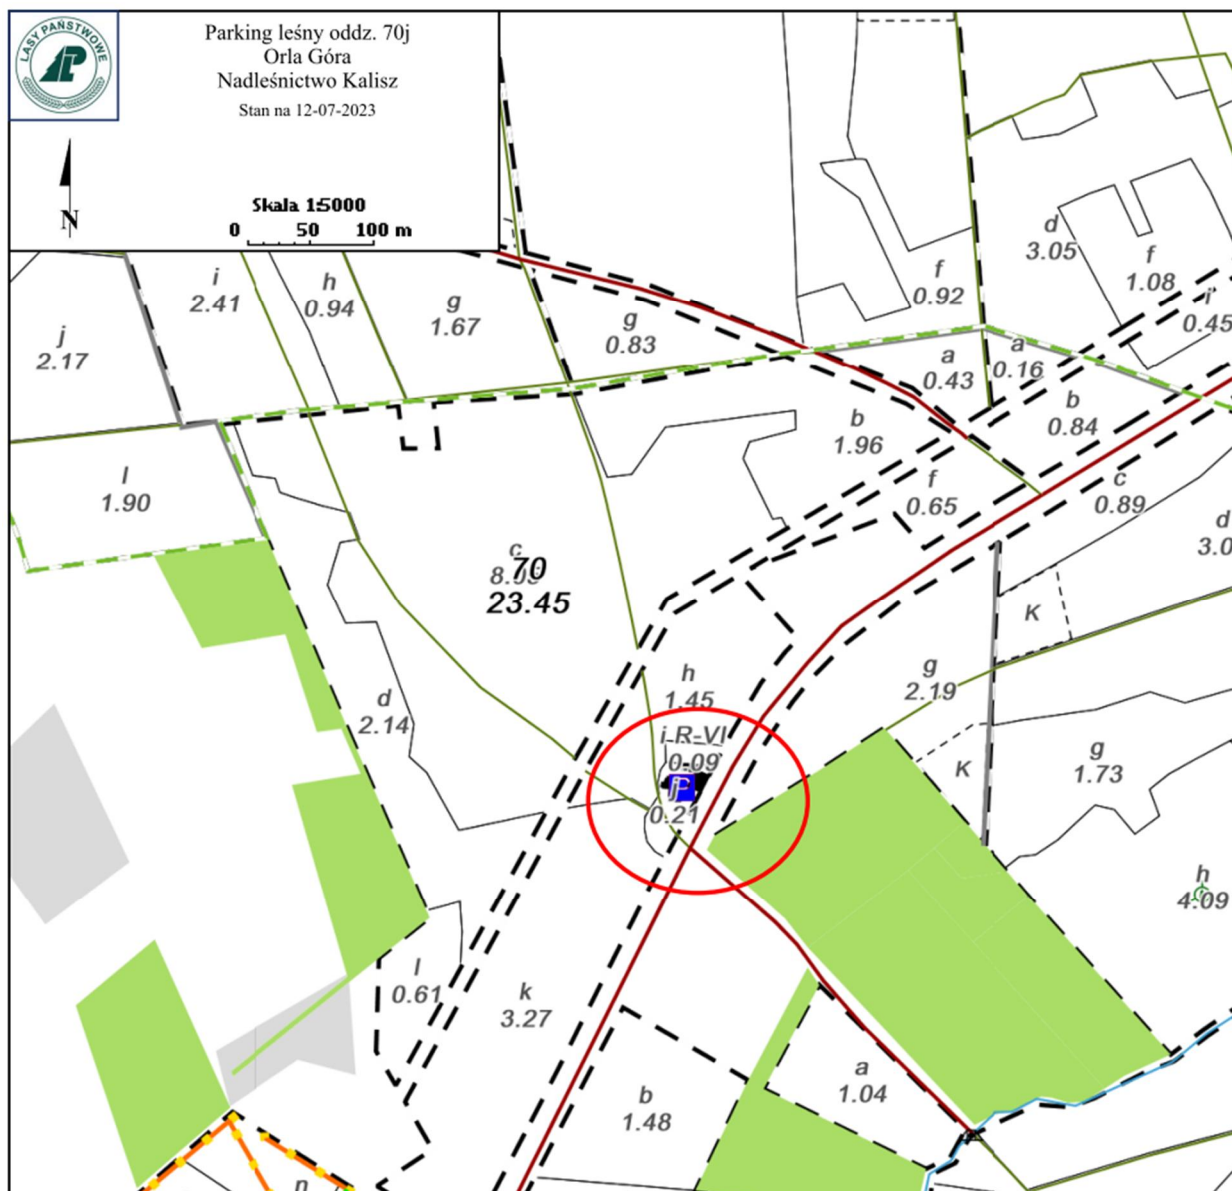 LASY PAŃSTWOWE
Parking leśny oddz. 70j
Orla Góra
Nadleśnictwo Kalisz
Stan na 12-07-2023
N
Skala 1:5000
0 50 100 m
d
3.05
f
1.08
f
0.92
i
0.45
i
2.41
h
0.94
g
1.67
g
0.83
j
2.17
a
0.43
a
0.16
b
0.84
b
1.96
l
1.90
f
0.65
c
0.89
d
c
70
23.45
K
g
2.19
h
1.45
d
2.14
i R-VI
0.09
K
g
1.73
0.21
h
4.09
l
0.61
k
3.27
a
1.04
b
1.48
n